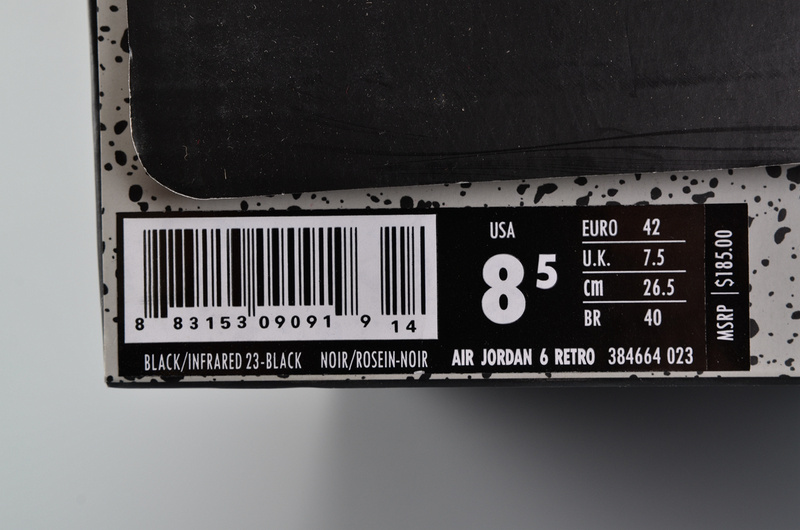 8 83153 09091 9 14
BLACK/INFRARED 23-BLACK NOIR/ROSEIN-NOIR
USA
8 5
EURO 42
U.K. 7.5
cm 26.5
BR 40
AIR JORDAN 6 RETRO 384664 023
MSRP $185.00